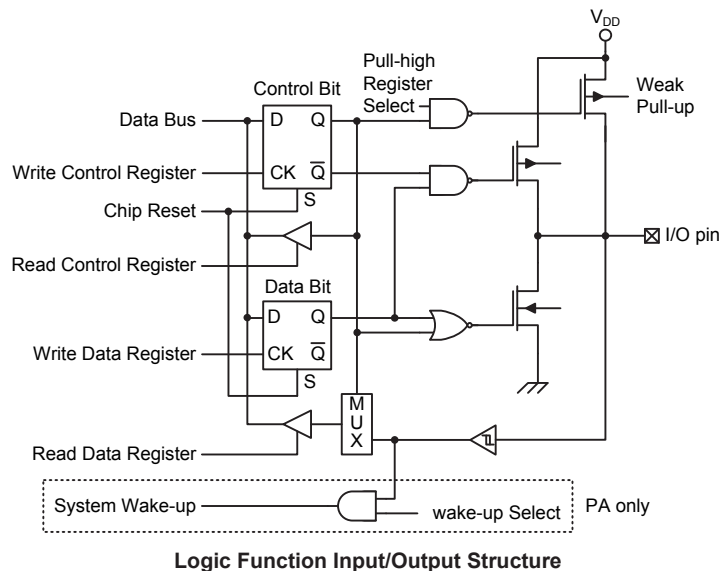 V_DD
Pull-high
Register
Select
Weak
Pull-up
Control Bit
Data Bus
D
Q
Write Control Register
CK
Q̅
Chip Reset
S
I/O pin
Read Control Register
Data Bit
D
Q
Write Data Register
CK
Q̅
S
M
U
X
Read Data Register
System Wake-up
wake-up Select
PA only
Logic Function Input/Output Structure